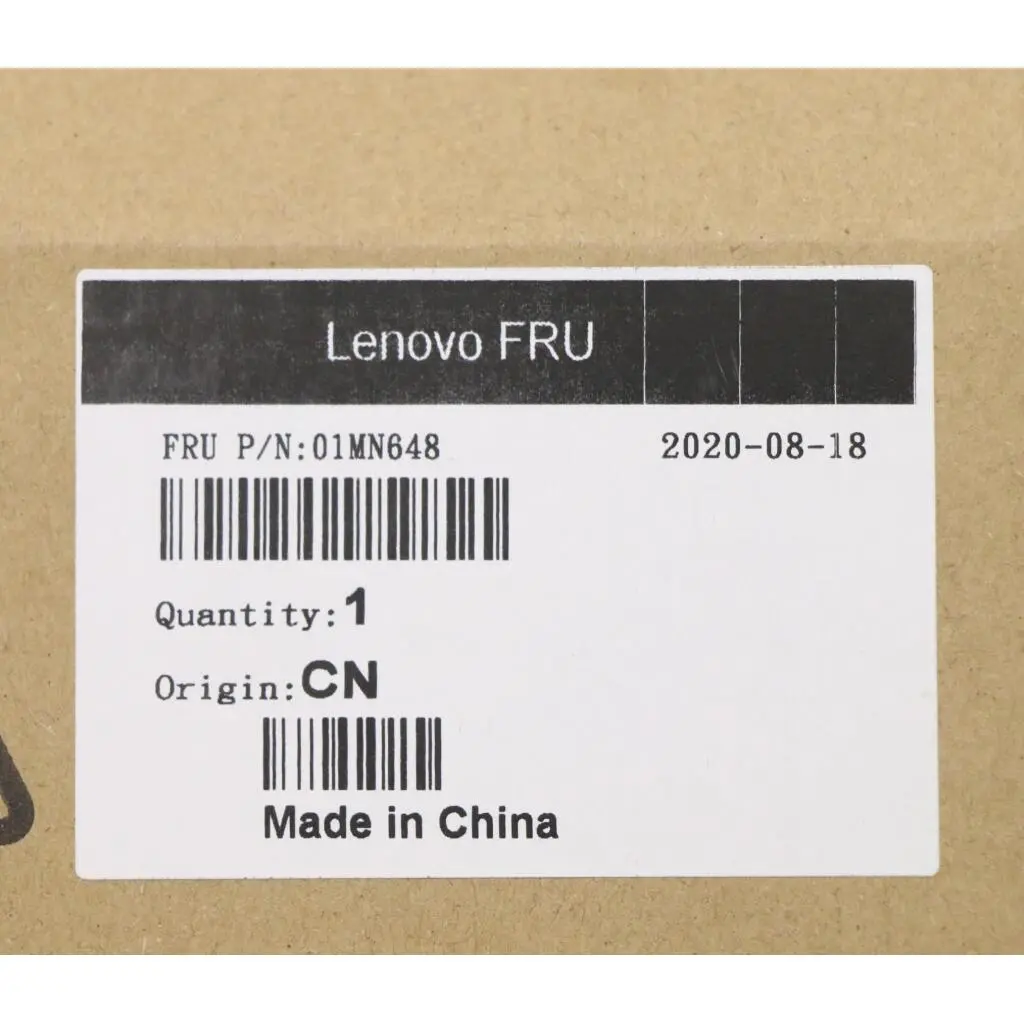 Lenovo FRU
FRU P/N:01MN648 2020-08-18
Quantity:1
Origin:CN
Made in China